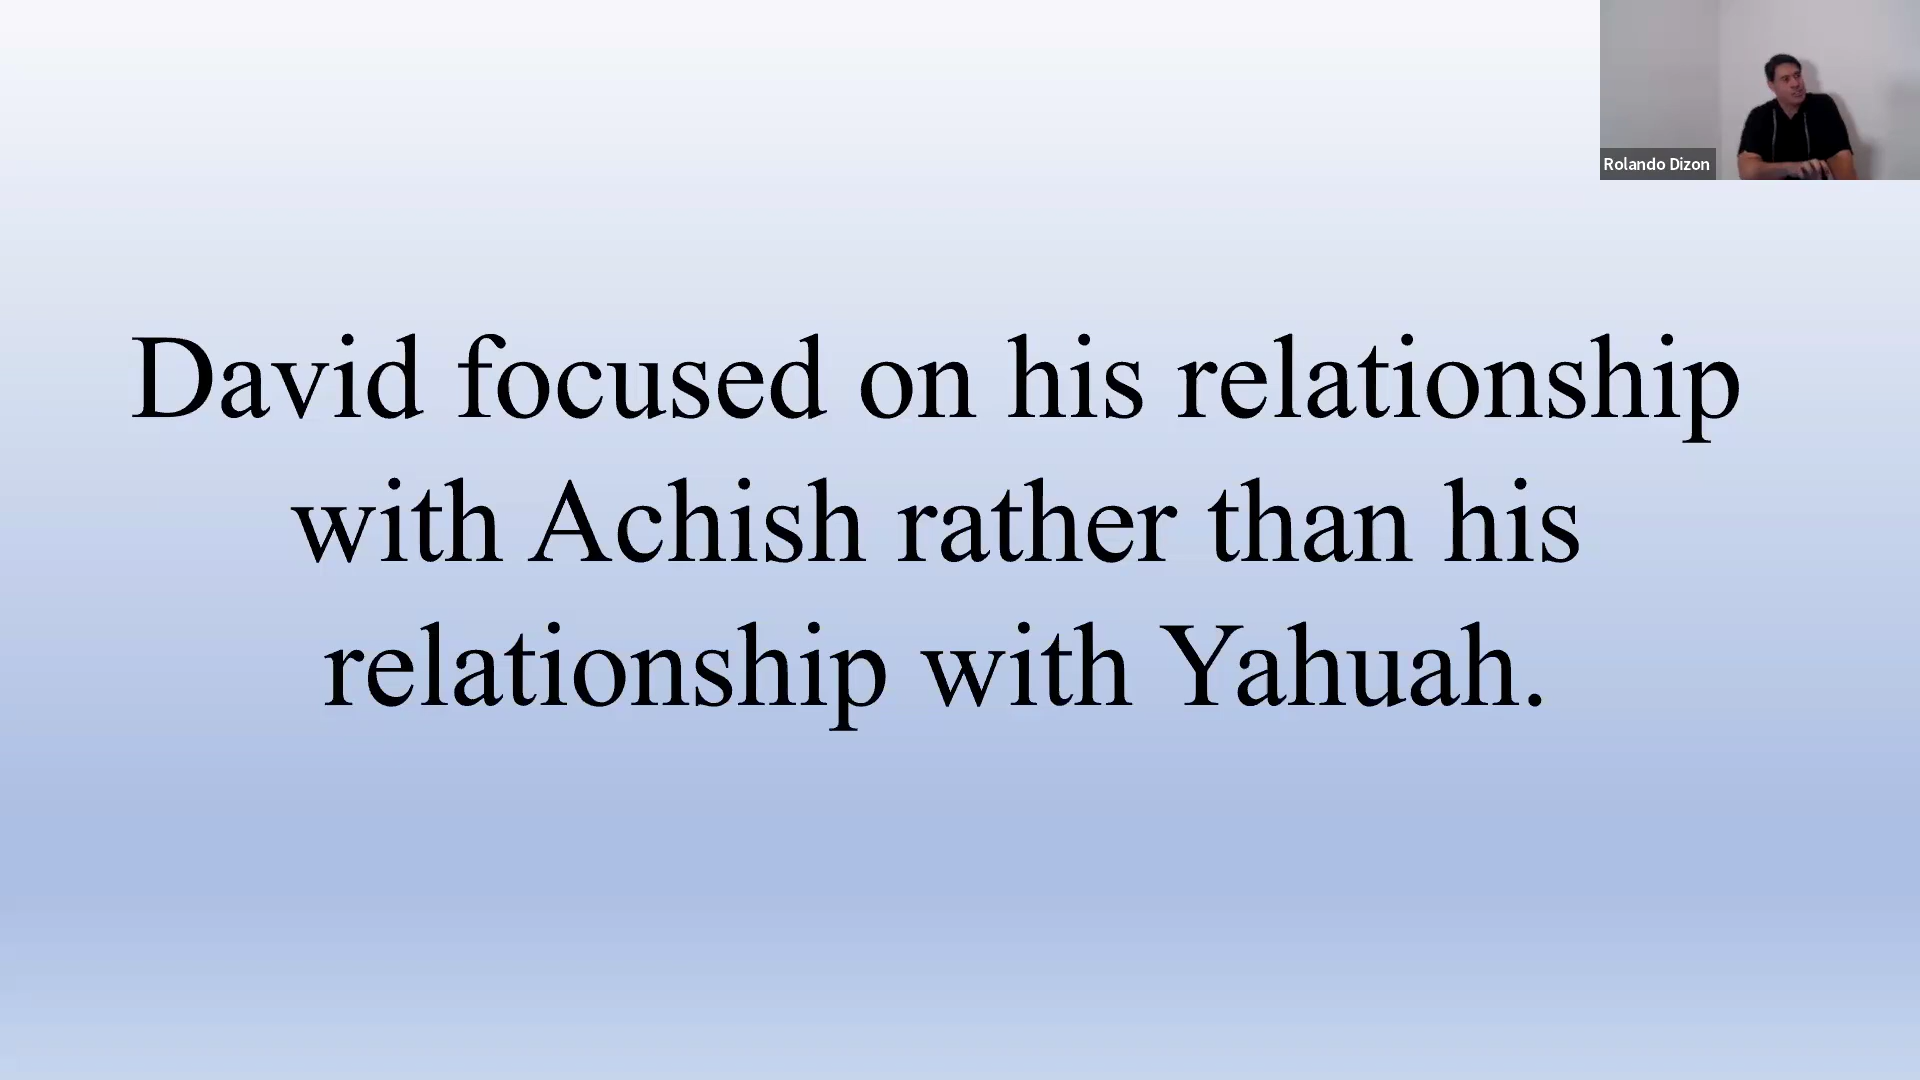 Rolando Dizon
David focused on his relationship
with Achish rather than his
relationship with Yahuah.